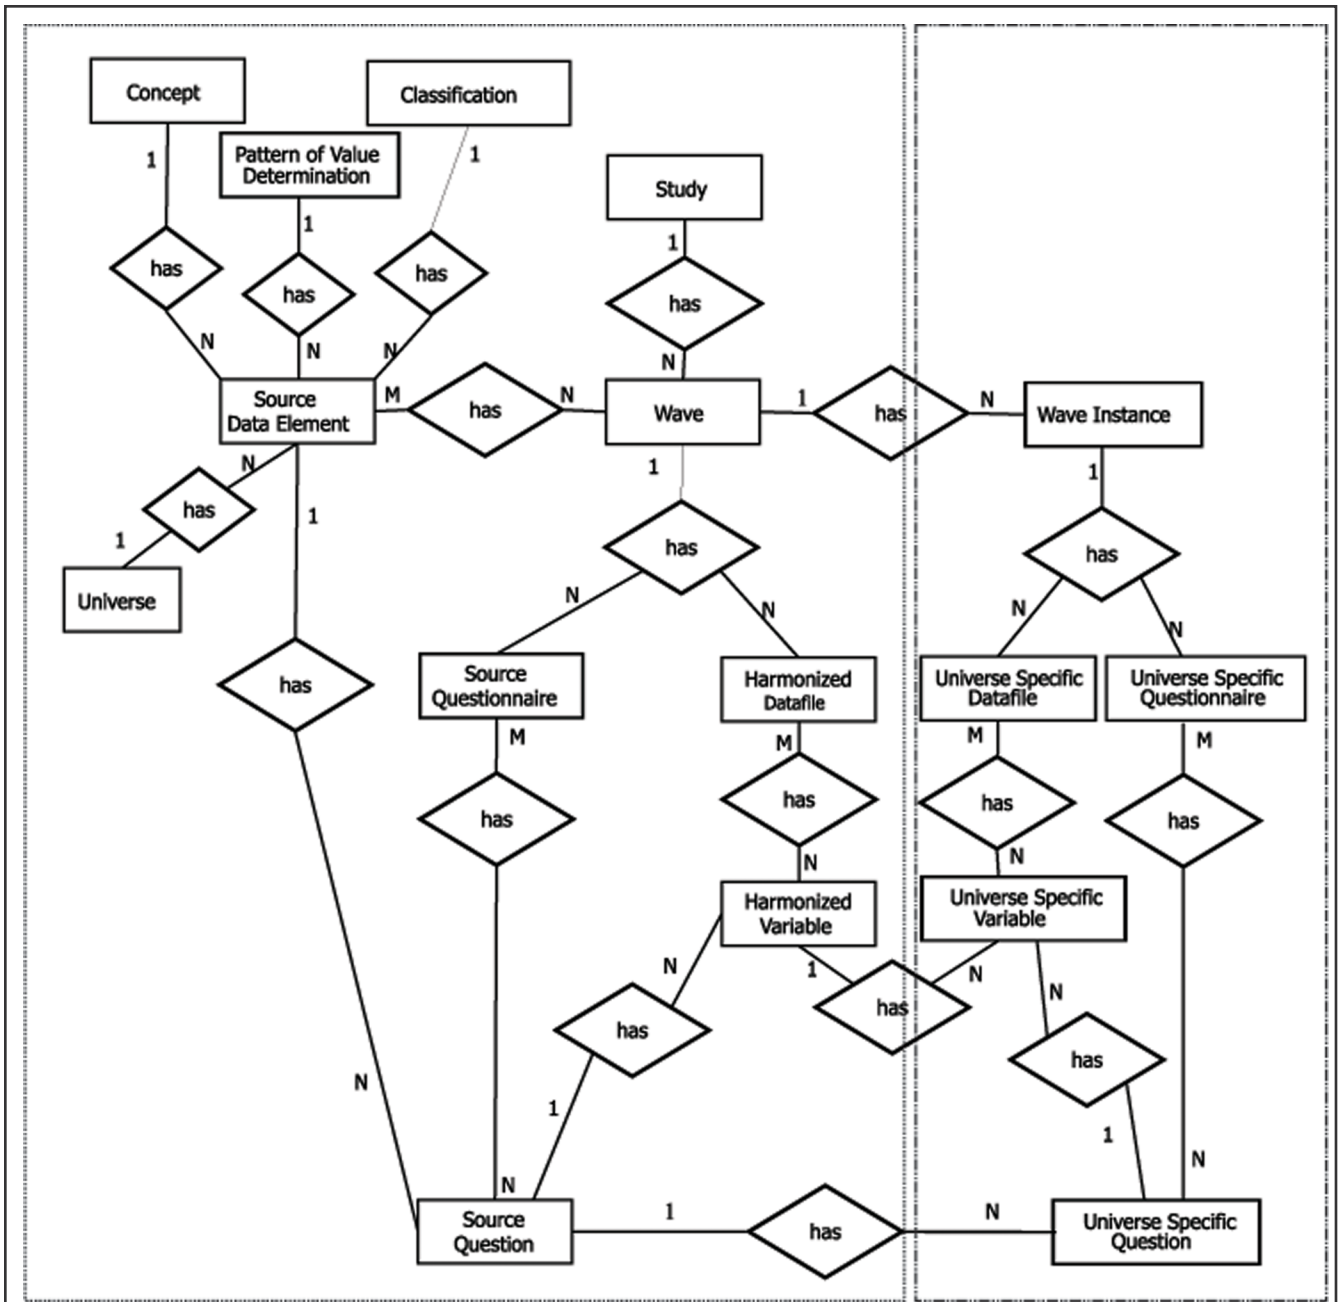 Concept
Classification
1
Pattern of Value
Determination
1
Study
1
1
has
has
has
has
N
N
N
N
Source
Data Element
M
has
N
Wave
1
has
N
Wave Instance
N
has
1
Universe
1
1
has
N
N
1
has
N
N
has
Source
Questionnaire
Harmonized
Datafile
Universe Specific
Datafile
Universe Specific
Questionnaire
M
M
M
M
has
has
has
has
N
N
Harmonized
Variable
Universe Specific
Variable
N
1
N
N
has
has
has
N
1
1
N
N
Source
Question
1
has
N
Universe Specific
Question